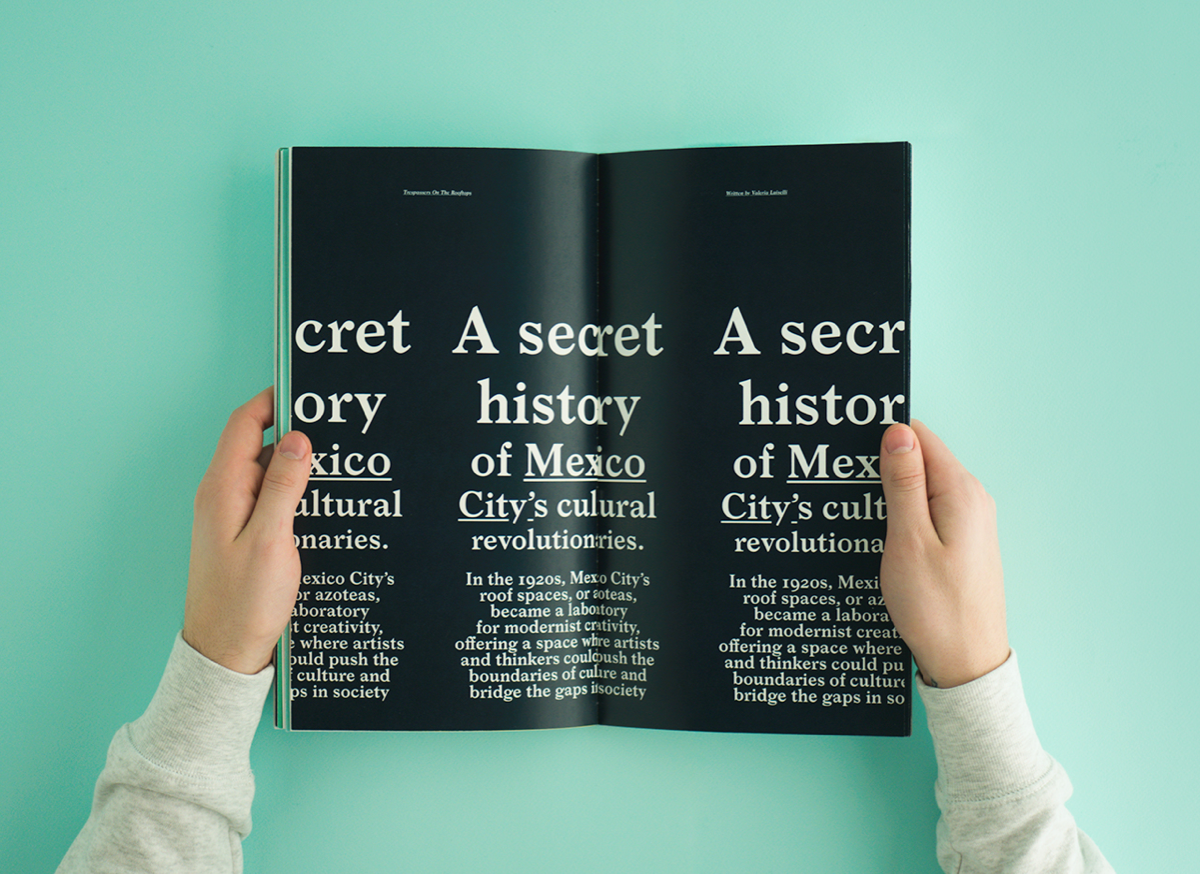 Trespassers On The Rooftops
Written by Valeria Luiselli
cret
ory
xico
ultural
onaries.
exico City's
or azoteas,
aboratory
t creativity,
e where artists
ould push the
f culture and
ps in society
A secret
history
of Mexico
City's cultural
revolutionaries.
In the 1920s, Mexico City's
roof spaces, or azoteas,
became a laboratory
for modernist creativity,
offering a space where artists
and thinkers could push the
boundaries of culture and
bridge the gaps in society
A secr
histor
of Mex
City's cult
revolutiona
In the 1920s, Mexi
roof spaces, or az
became a labora
for modernist creati
offering a space where
and thinkers could pu
boundaries of culture
bridge the gaps in so